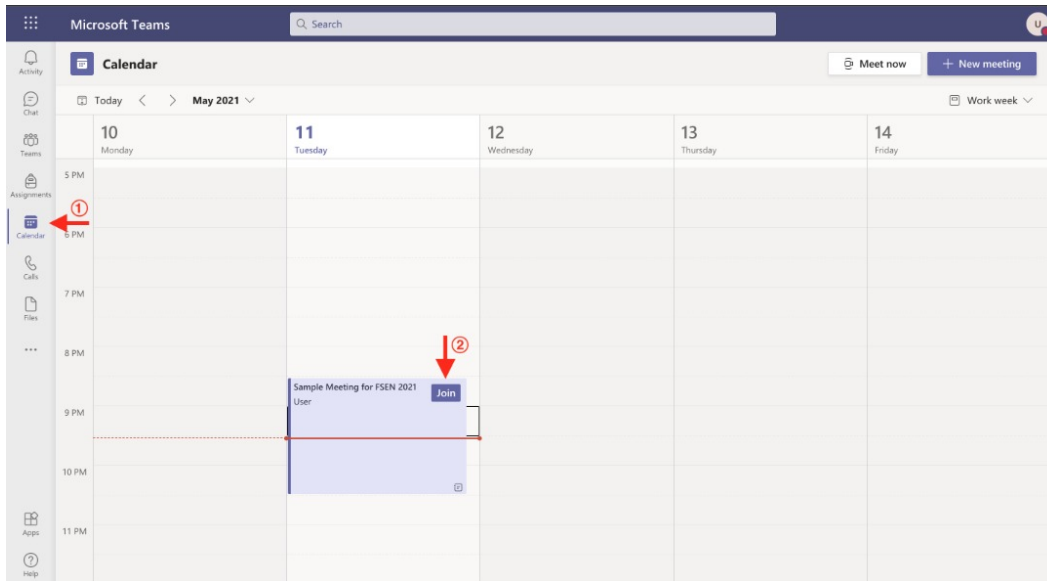 Microsoft Teams
Search
U
Activity
Chat
Teams
Assignments
Calendar
Calls
Files
Apps
Help
Calendar
Meet now
+ New meeting
Today
May 2021
Work week
10
Monday
11
Tuesday
12
Wednesday
13
Thursday
14
Friday
5 PM
①
6 PM
7 PM
8 PM
②
Sample Meeting for FSEN 2021
Join
User
9 PM
10 PM
11 PM